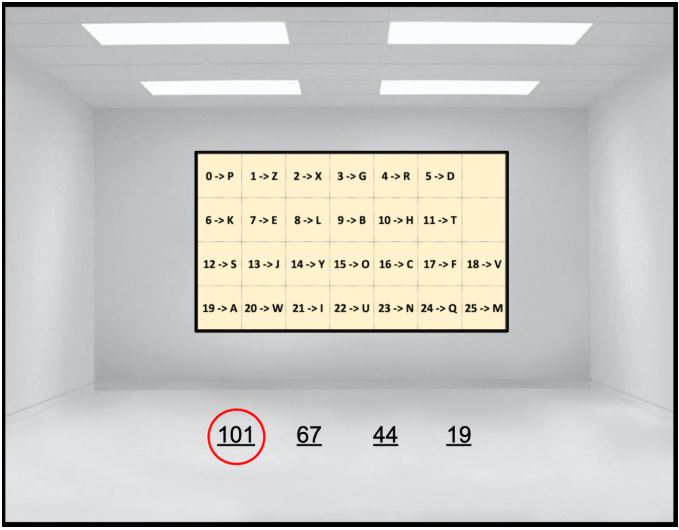 0 -> P 1 -> Z 2 -> X 3 -> G 4 -> R 5 -> D
6 -> K 7 -> E 8 -> L 9 -> B 10 -> H 11 -> T
12 -> S 13 -> J 14 -> Y 15 -> O 16 -> C 17 -> F 18 -> V
19 -> A 20 -> W 21 -> I 22 -> U 23 -> N 24 -> Q 25 -> M
101 67 44 19